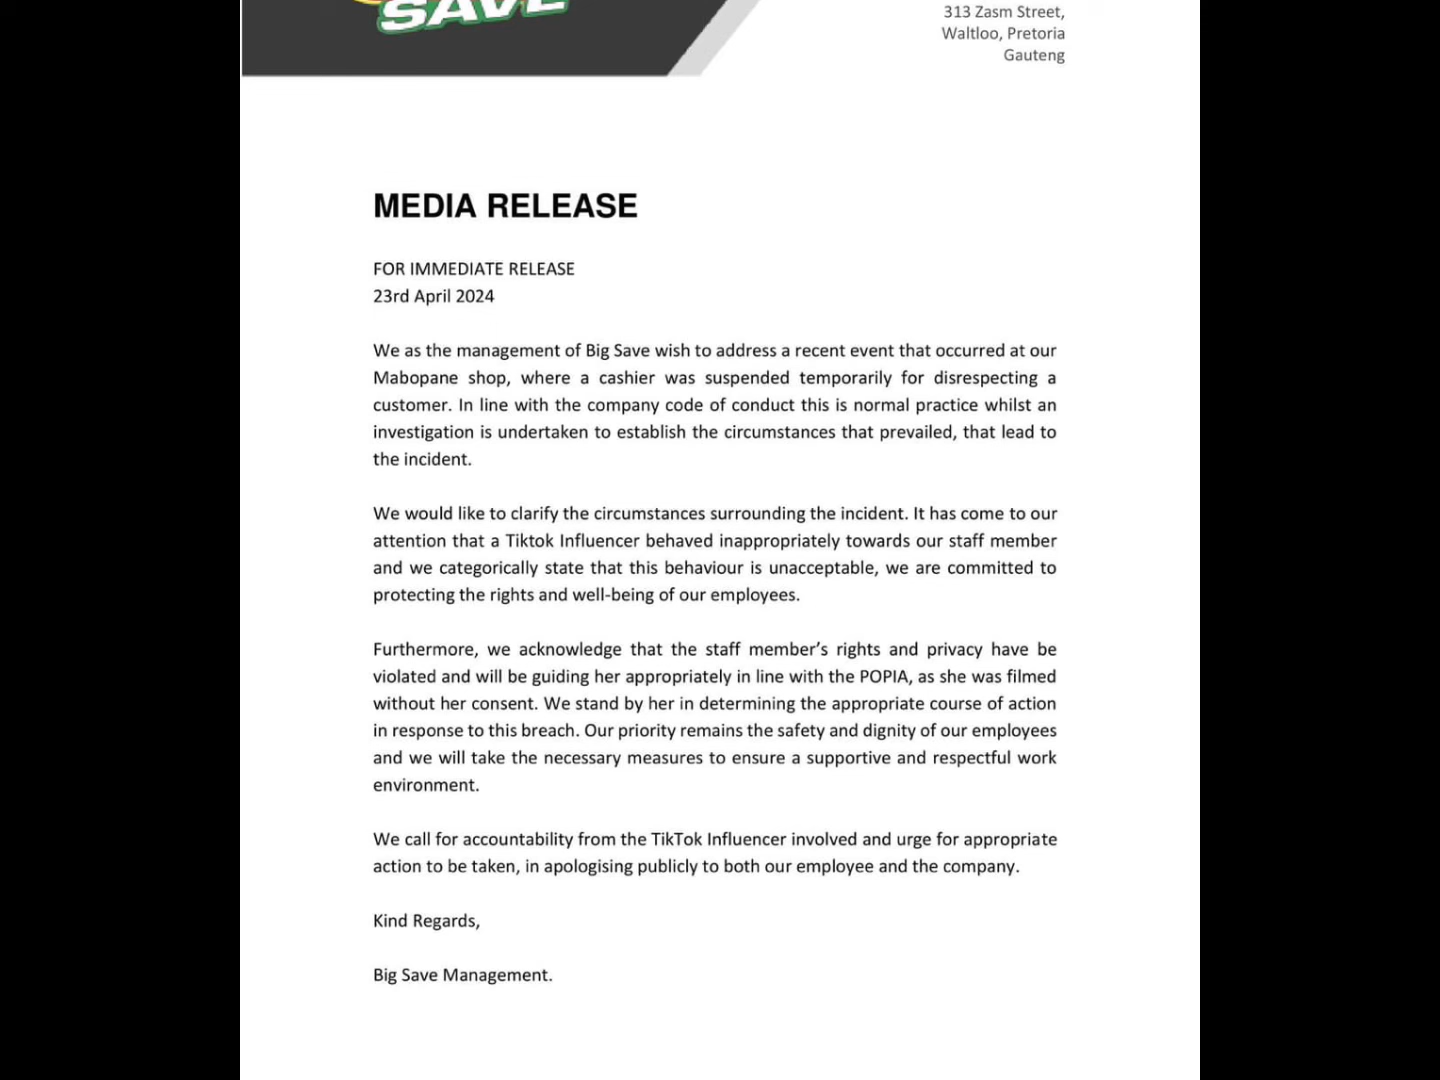 SAVE
313 Zasm Street,
Waltloo, Pretoria
Gauteng
MEDIA RELEASE
FOR IMMEDIATE RELEASE
23rd April 2024
We as the management of Big Save wish to address a recent event that occurred at our
Mabopane shop, where a cashier was suspended temporarily for disrespecting a
customer. In line with the company code of conduct this is normal practice whilst an
investigation is undertaken to establish the circumstances that prevailed, that lead to
the incident.
We would like to clarify the circumstances surrounding the incident. It has come to our
attention that a Tiktok Influencer behaved inappropriately towards our staff member
and we categorically state that this behaviour is unacceptable, we are committed to
protecting the rights and well-being of our employees.
Furthermore, we acknowledge that the staff member’s rights and privacy have be
violated and will be guiding her appropriately in line with the POPIA, as she was filmed
without her consent. We stand by her in determining the appropriate course of action
in response to this breach. Our priority remains the safety and dignity of our employees
and we will take the necessary measures to ensure a supportive and respectful work
environment.
We call for accountability from the TikTok Influencer involved and urge for appropriate
action to be taken, in apologising publicly to both our employee and the company.
Kind Regards,
Big Save Management.